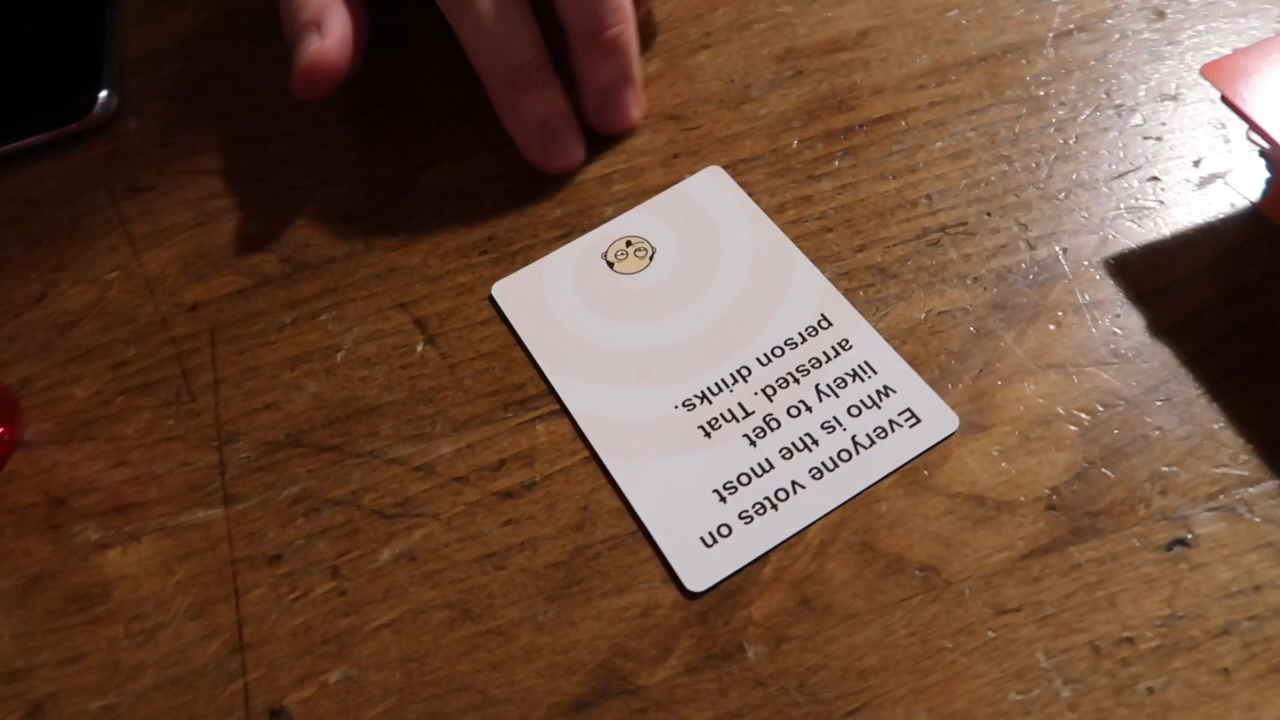 Everyone votes on
who is the most
likely to get
arrested. That
person drinks.